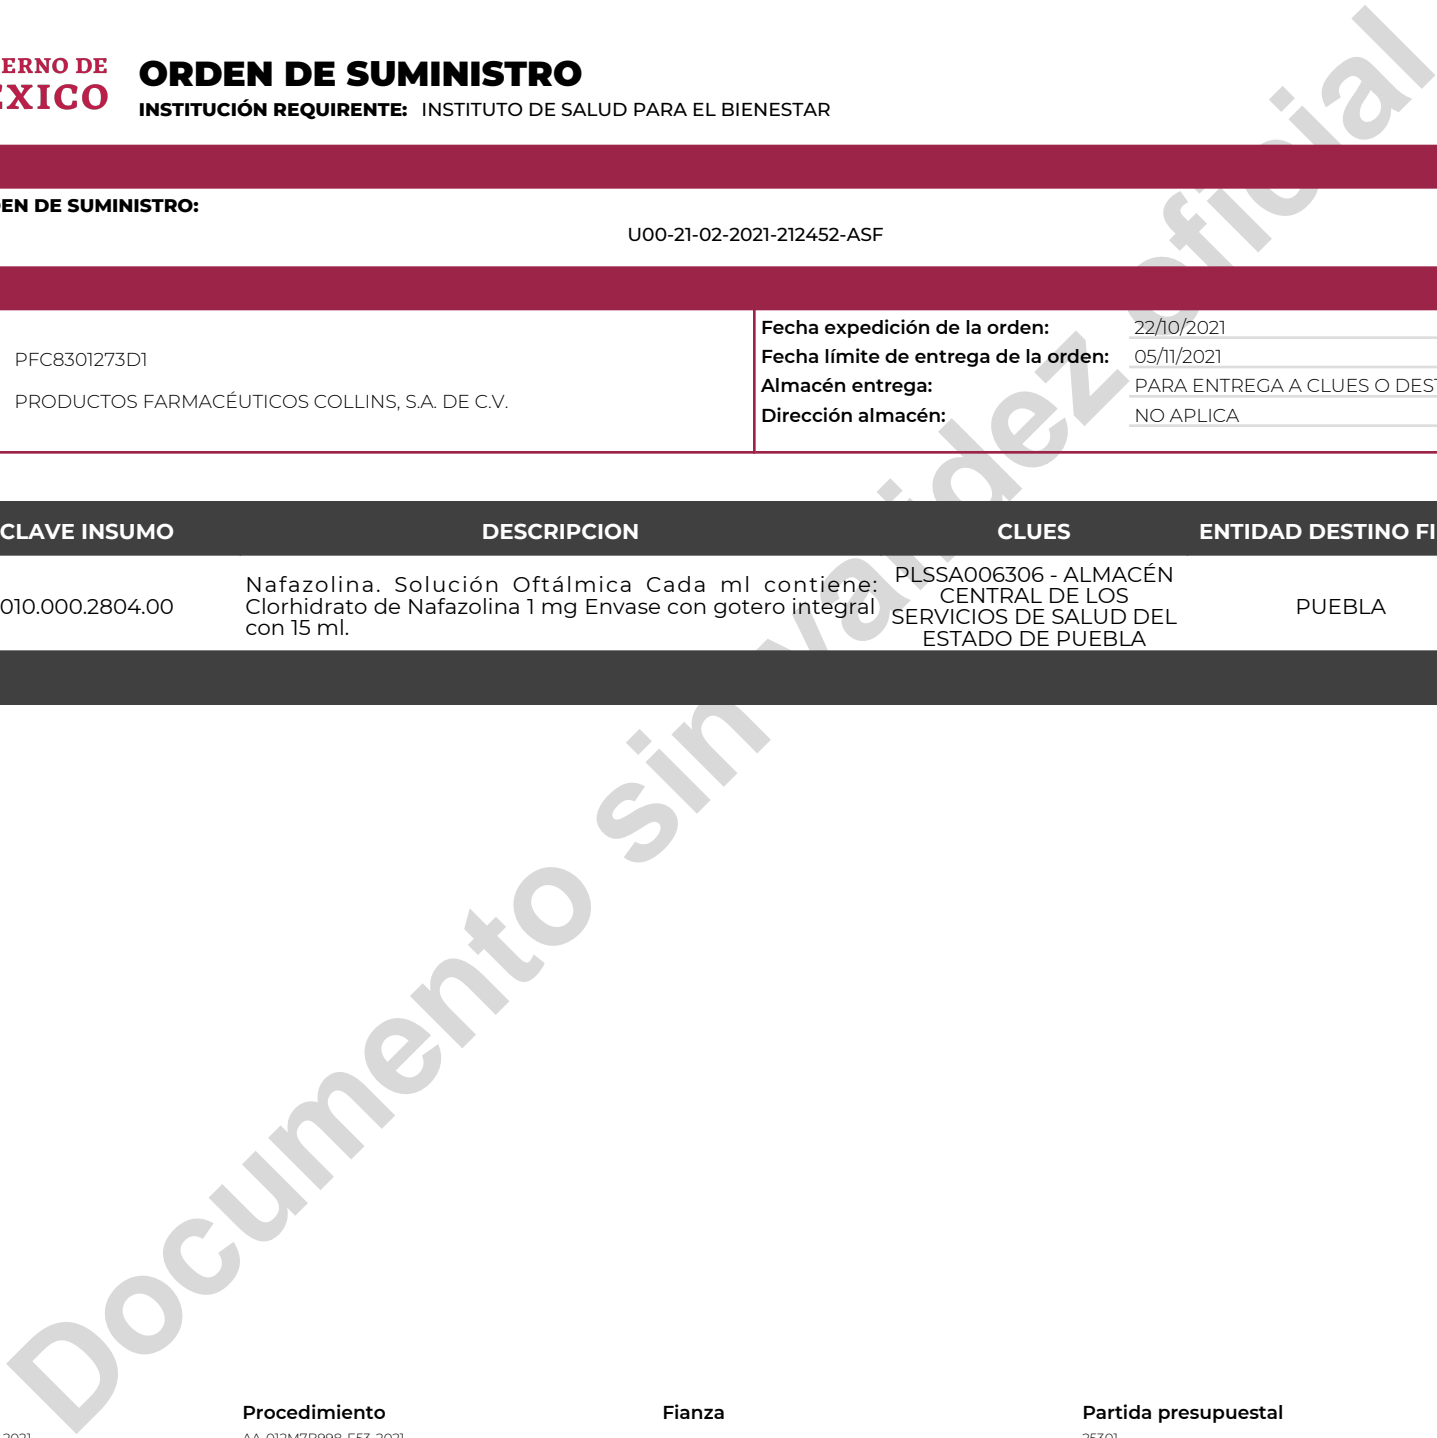 ERNO DE
EXICO
ORDEN DE SUMINISTRO
INSTITUCIÓN REQUIRENTE: INSTITUTO DE SALUD PARA EL BIENESTAR
EN DE SUMINISTRO:
U00-21-02-2021-212452-ASF
PFC8301273D1
PRODUCTOS FARMACÉUTICOS COLLINS, S.A. DE C.V.
Fecha expedición de la orden: 22/10/2021
Fecha límite de entrega de la orden: 05/11/2021
Almacén entrega: PARA ENTREGA A CLUES O DEST
Dirección almacén: NO APLICA
CLAVE INSUMO DESCRIPCION CLUES ENTIDAD DESTINO FI
010.000.2804.00
Nafazolina. Solución Oftálmica Cada ml contiene:
Clorhidrato de Nafazolina 1 mg Envase con gotero integral
con 15 ml.
PLSSA006306 - ALMACÉN
CENTRAL DE LOS
SERVICIOS DE SALUD DEL
ESTADO DE PUEBLA
PUEBLA
Documento sin validez oficial
Procedimiento Fianza Partida presupuestal